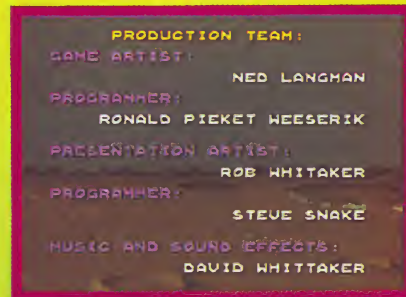 PRODUCTION TEAM:
GAME ARTIST:
NED LANGMAN
PROGRAMMER:
RONALD PIEKET WEESERIK
PRESENTATION ARTIST:
ROB WHITAKER
PROGRAMMER:
STEVE SNAKE
MUSIC AND SOUND EFFECTS:
DAVID WHITTAKER